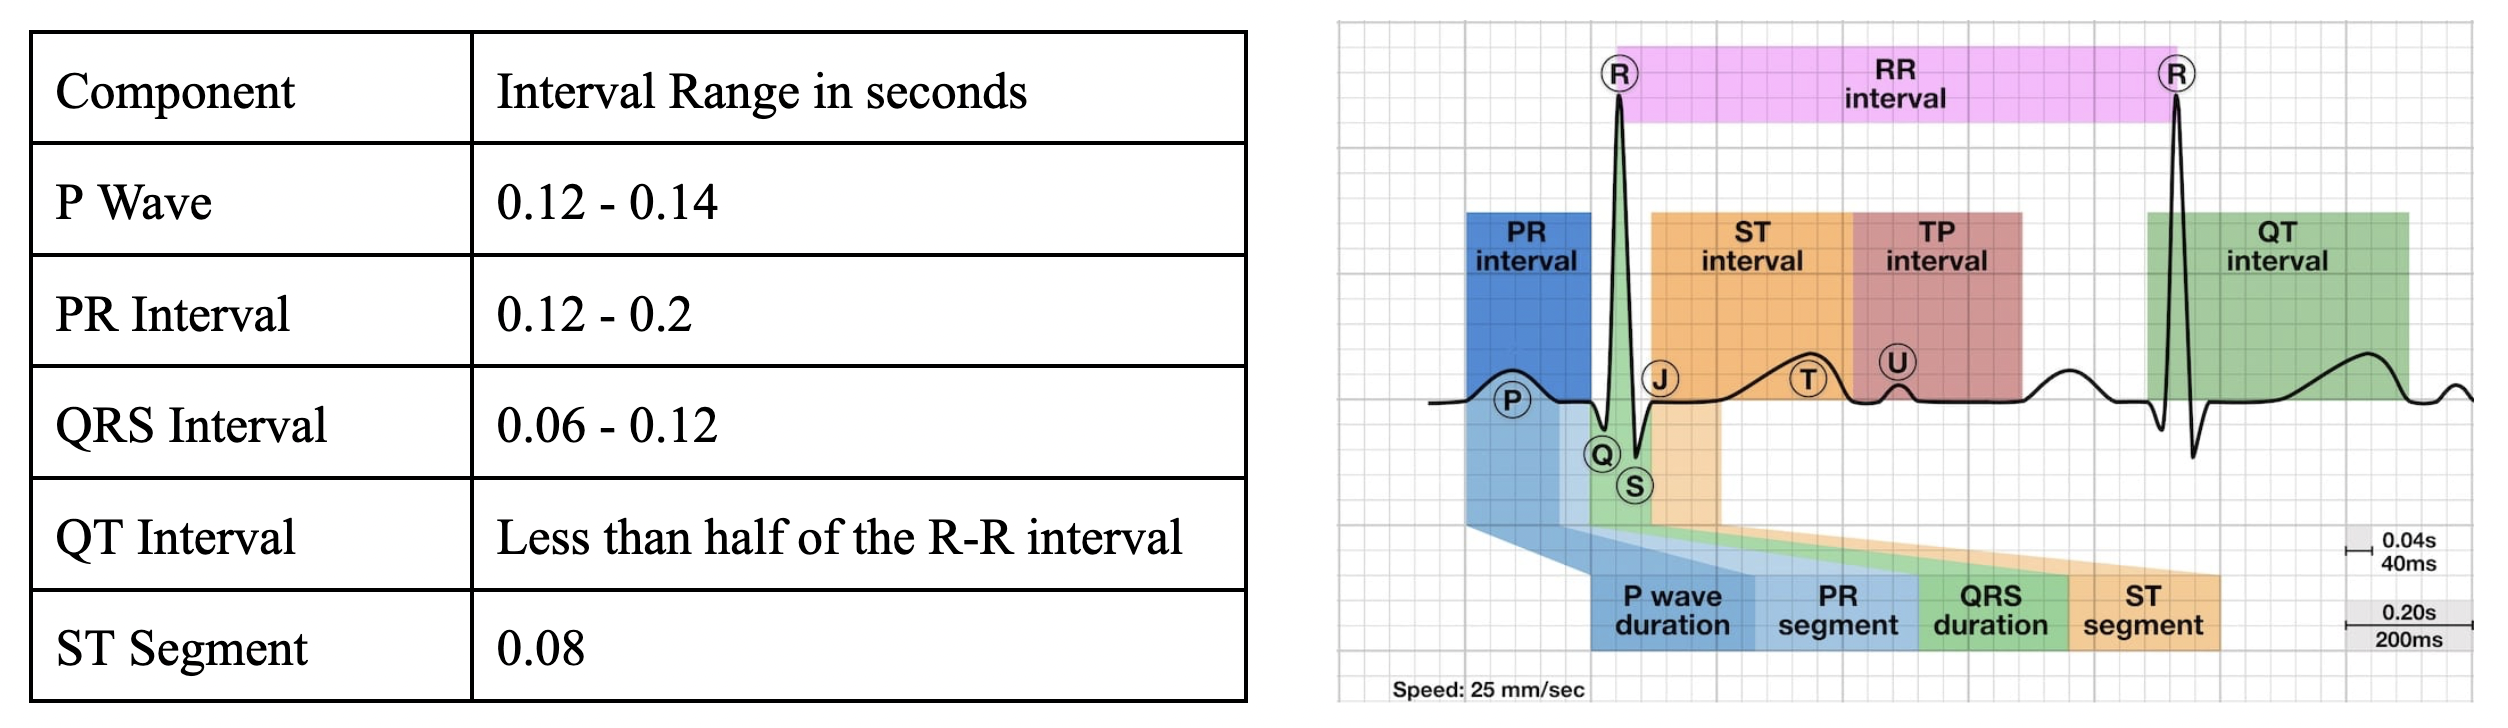 Component Interval Range in seconds
P Wave 0.12 - 0.14
PR Interval 0.12 - 0.2
QRS Interval 0.06 - 0.12
QT Interval Less than half of the R-R interval
ST Segment 0.08
R RR R
interval
PR ST TP QT
interval interval interval interval
P J T U
Q
S
0.04s
40ms
P wave PR QRS ST
duration segment duration segment
0.20s
200ms
Speed: 25 mm/sec